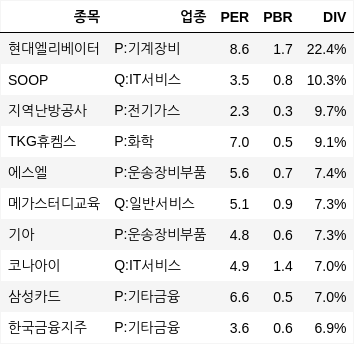 종목 업종 PER PBR DIV
현대엘리베이터 P:기계장비 8.6 1.7 22.4%
SOOP Q:IT서비스 3.5 0.8 10.3%
지역난방공사 P:전기가스 2.3 0.3 9.7%
TKG휴켐스 P:화학 7.0 0.5 9.1%
에스엘 P:운송장비부품 5.6 0.7 7.4%
메가스터디교육 Q:일반서비스 5.1 0.9 7.3%
기아 P:운송장비부품 4.8 0.6 7.3%
코나아이 Q:IT서비스 4.9 1.4 7.0%
삼성카드 P:기타금융 6.6 0.5 7.0%
한국금융지주 P:기타금융 3.6 0.6 6.9%